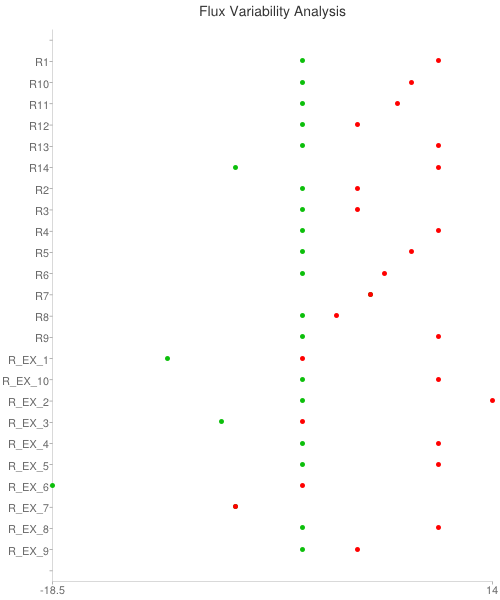 Flux Variability Analysis
R1
R10
R11
R12
R13
R14
R2
R3
R4
R5
R6
R7
R8
R9
R_EX_1
R_EX_10
R_EX_2
R_EX_3
R_EX_4
R_EX_5
R_EX_6
R_EX_7
R_EX_8
R_EX_9
-18.5 14